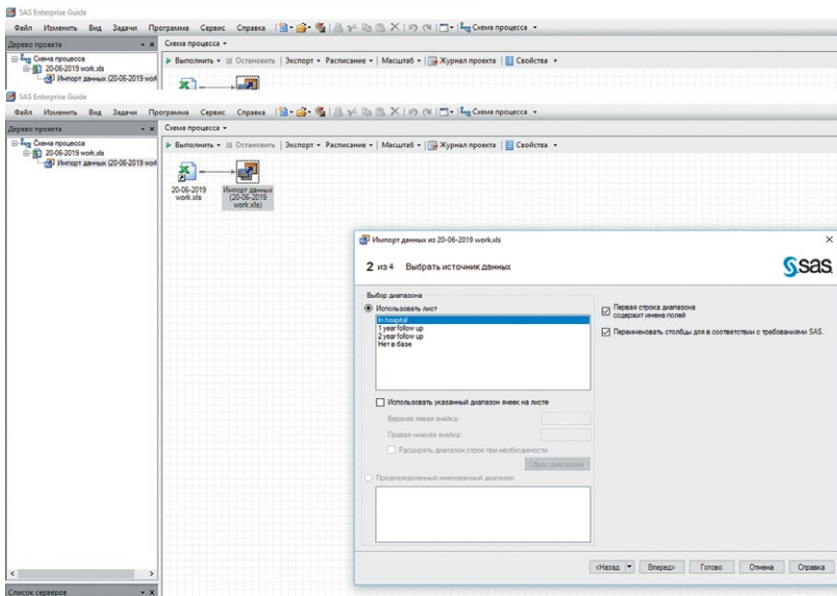 SAS Enterprise Guide
Файл Изменить Вид Задачи Программа Сервис Справка Схема процесса
Дерево проекта
Схема процесса
Выполнить Остановить Экспорт Расписание Масштаб Журнал проекта Свойства
Схема процесса
20-06-2019 work.xls
Импорт данных (20-06-2019 work
SAS Enterprise Guide
Файл Изменить Вид Задачи Программа Сервис Справка Схема процесса
Дерево проекта
Схема процесса
Выполнить Остановить Экспорт Расписание Масштаб Журнал проекта Свойства
Схема процесса
20-06-2019 work.xls
Импорт данных (20-06-2019 work
20-06-2019
work.xls
Импорт данных
(20-06-2019
work.xls)
Импорт данных из 20-06-2019 work.xls
2 из 4 Выбрать источник данных
sas
Выбор диапазона
Использовать лист
In hospital
1 year follow up
2 year follow up
Нет в базе
Первая строка диапазона
содержит имена полей
Переименовать столбцы для в соответствии с требованиями SAS.
Использовать указанный диапазон ячеек на листе
Верхняя левая ячейка:
Правая нижняя ячейка:
Расширять диапазон строк при необходимости
Сброс диапазона
Предопределенный именованный диапазон
<Назад Вперед> Готово Отмена Справка
Список серверов